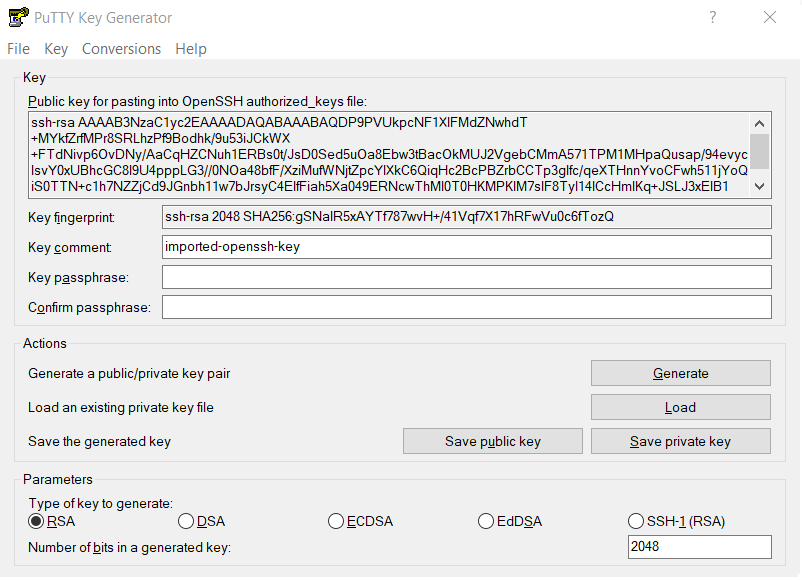 PuTTY Key Generator
File Key Conversions Help
Key
Public key for pasting into OpenSSH authorized_keys file:
ssh-rsa AAAAB3NzaC1yc2EAAAADAQABAAABAQDP9PVUkpcNF1XlFMdZNwhdT
+MYkfZrfMPr8SRLhzPf9Bodhk/9u53iJCkWX
+FTdNivp6OvDNy/AaCqHZCNuh1ERBs0t/JsD0Sed5uOa8Ebw3tBacOkMUJ2VgebCMmA571TPM1MHpaQusap/94evyc
IsvY0xUBhcGC8l9U4pppLG3//0NOa48bfF/XziMufWNjtZpcYlXkC6QiqHc2BcPBZrbCCTp3glfc/qeXTHnnYvoCFwh511jYoQ
iS0TTN+c1h7NZZjCd9JGnbh11w7bJrsyC4ElfFiah5Xa049ERNcwThMl0T0HKMPKlM7slF8Tyl14lCcHmlKq+JSLJ3xElB1
Key fingerprint:
ssh-rsa 2048 SHA256:gSNalR5xAYTf787wvH+/41Vqf7X17hRFwVu0c6fTozQ
Key comment:
imported-openssh-key
Key passphrase:
Confirm passphrase:
Actions
Generate a public/private key pair
Generate
Load an existing private key file
Load
Save the generated key
Save public key
Save private key
Parameters
Type of key to generate:
RSA DSA ECDSA EdDSA SSH-1 (RSA)
Number of bits in a generated key:
2048